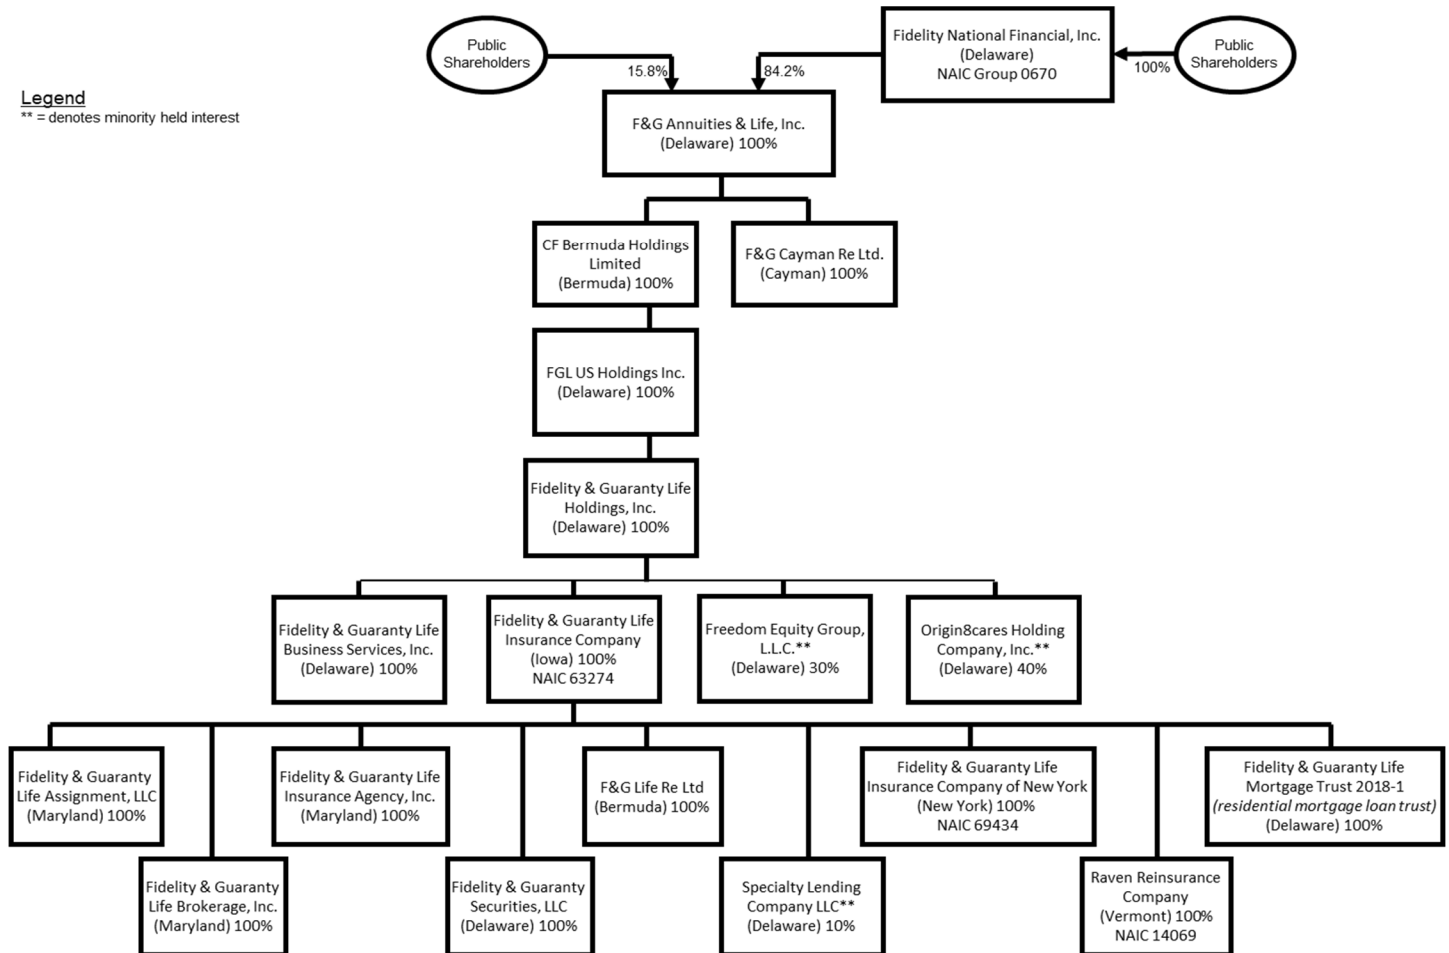 Public
Shareholders
Fidelity National Financial, Inc.
(Delaware)
NAIC Group 0670
Public
Shareholders
15.8%
84.2%
100%
Legend
** = denotes minority held interest
F&G Annuities & Life, Inc.
(Delaware) 100%
CF Bermuda Holdings
Limited
(Bermuda) 100%
F&G Cayman Re Ltd.
(Cayman) 100%
FGL US Holdings Inc.
(Delaware) 100%
Fidelity & Guaranty Life
Holdings, Inc.
(Delaware) 100%
Fidelity & Guaranty Life
Business Services, Inc.
(Delaware) 100%
Fidelity & Guaranty Life
Insurance Company
(Iowa) 100%
NAIC 63274
Freedom Equity Group,
L.L.C.**
(Delaware) 30%
Origin8cares Holding
Company, Inc.**
(Delaware) 40%
Fidelity & Guaranty
Life Assignment, LLC
(Maryland) 100%
Fidelity & Guaranty Life
Insurance Agency, Inc.
(Maryland) 100%
F&G Life Re Ltd
(Bermuda) 100%
Fidelity & Guaranty Life
Insurance Company of New York
(New York) 100%
NAIC 69434
Fidelity & Guaranty Life
Mortgage Trust 2018-1
(residential mortgage loan trust)
(Delaware) 100%
Fidelity & Guaranty
Life Brokerage, Inc.
(Maryland) 100%
Fidelity & Guaranty
Securities, LLC
(Delaware) 100%
Specialty Lending
Company LLC**
(Delaware) 10%
Raven Reinsurance
Company
(Vermont) 100%
NAIC 14069